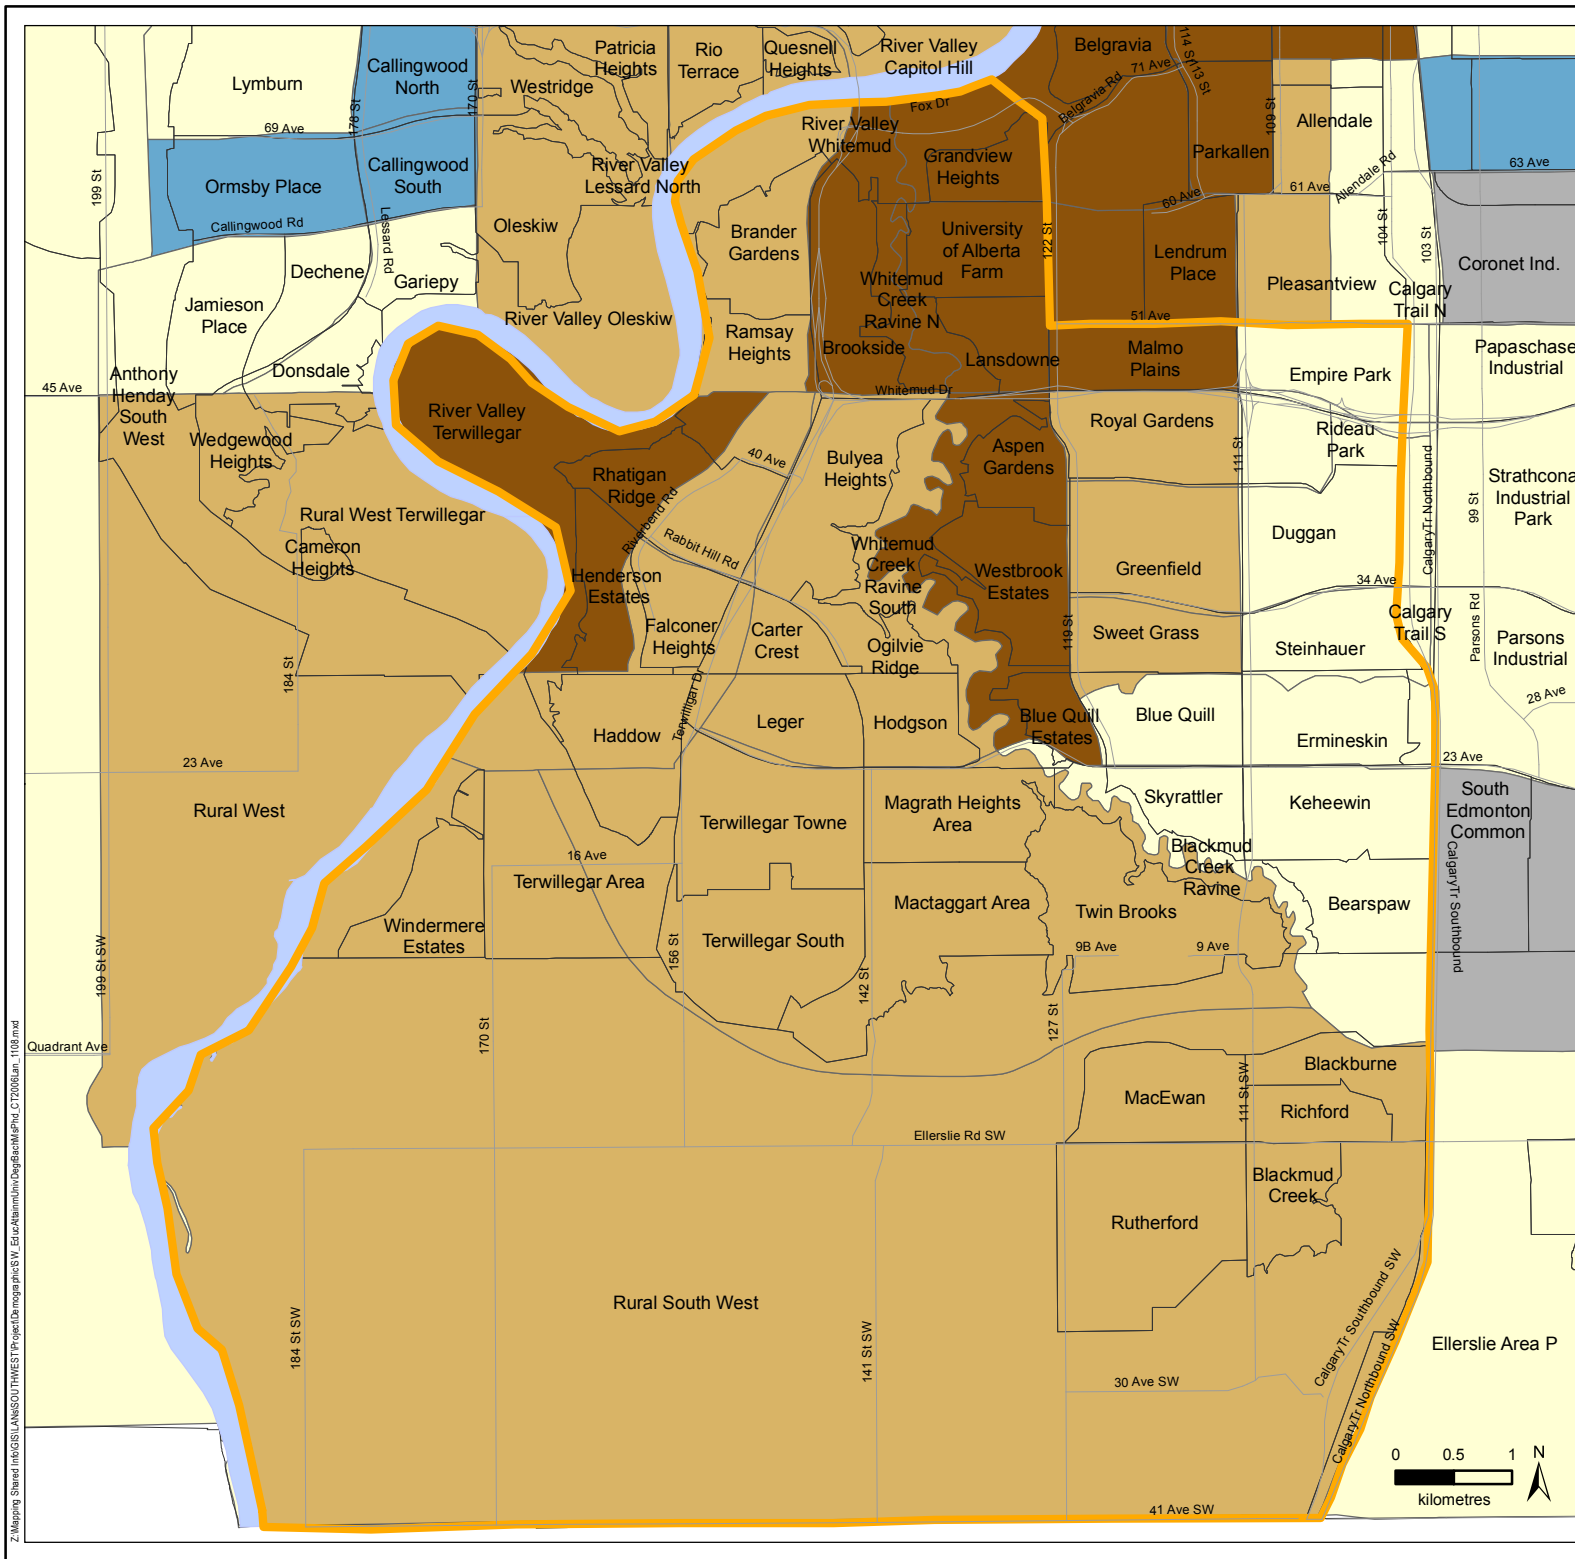 Patricia
Heights
Rio
Terrace
Quesnell
Heights
River Valley
Capitol Hill
Belgravia
114 St
113 St
71 Ave
Lymburn
Callingwood
North
170 St
Westridge
178 St
69 Ave
Fox Dr
Belgravia Rd
109 St
Allendale
River Valley
Whitemud
Grandview
Heights
Parkallen
63 Ave
199 St
Ormsby Place
Callingwood
South
River Valley
Lessard North
60 Ave
61 Ave
Allendale Rd
Callingwood Rd
Lessard Rd
Oleskiw
Brander
Gardens
University
of Alberta
Farm
122 St
104 St
103 St
Lendrum
Place
Coronet Ind.
Dechene
Gariepy
Jamieson
Place
Whitemud
Creek
Ravine N
Pleasantview
Calgary
Trail N
River Valley Oleskiw
51 Ave
Ramsay
Heights
Brookside
Lansdowne
Malmo
Plains
Papaschase
Industrial
Anthony
Henday
South
West
Donsdale
Empire Park
45 Ave
Whitemud Dr
River Valley
Terwillegar
Royal Gardens
Rideau
Park
Wedgewood
Heights
40 Ave
Bulyea
Heights
Aspen
Gardens
111 St
Rhatigan
Ridge
CalgaryTr Northbound
99 St
Strathcona
Industrial
Park
Rural West Terwillegar
Riverbend Rd
Rabbit Hill Rd
Duggan
Cameron
Heights
Whitemud
Creek
Ravine
South
Henderson
Estates
Westbrook
Estates
Greenfield
34 Ave
Calgary
Trail S
Parsons Rd
Falconer
Heights
Carter
Crest
119 St
Sweet Grass
Ogilvie
Ridge
Steinhauer
Parsons
Industrial
184 St
Terwilligar Dr
28 Ave
Haddow
Leger
Hodgson
Blue Quill
Estates
Blue Quill
Ermineskin
23 Ave
23 Ave
Rural West
Terwillegar Towne
Magrath Heights
Area
Skyrattler
Keheewin
South
Edmonton
Common
16 Ave
Blackmud
Creek
Ravine
CalgaryTr Southbound
Terwillegar Area
Mactaggart Area
Twin Brooks
Bearspaw
Windermere
Estates
Terwillegar South
9B Ave
9 Ave
199 St SW
156 St
142 St
170 St
127 St
Quadrant Ave
Blackburne
MacEwan
111 St SW
Richford
Ellerslie Rd SW
Blackmud
Creek
Rutherford
Rural South West
184 St SW
141 St SW
CalgaryTr Southbound SW
CalgaryTr Northbound SW
Ellerslie Area P
30 Ave SW
0 0.5 1
kilometres
N
41 Ave SW